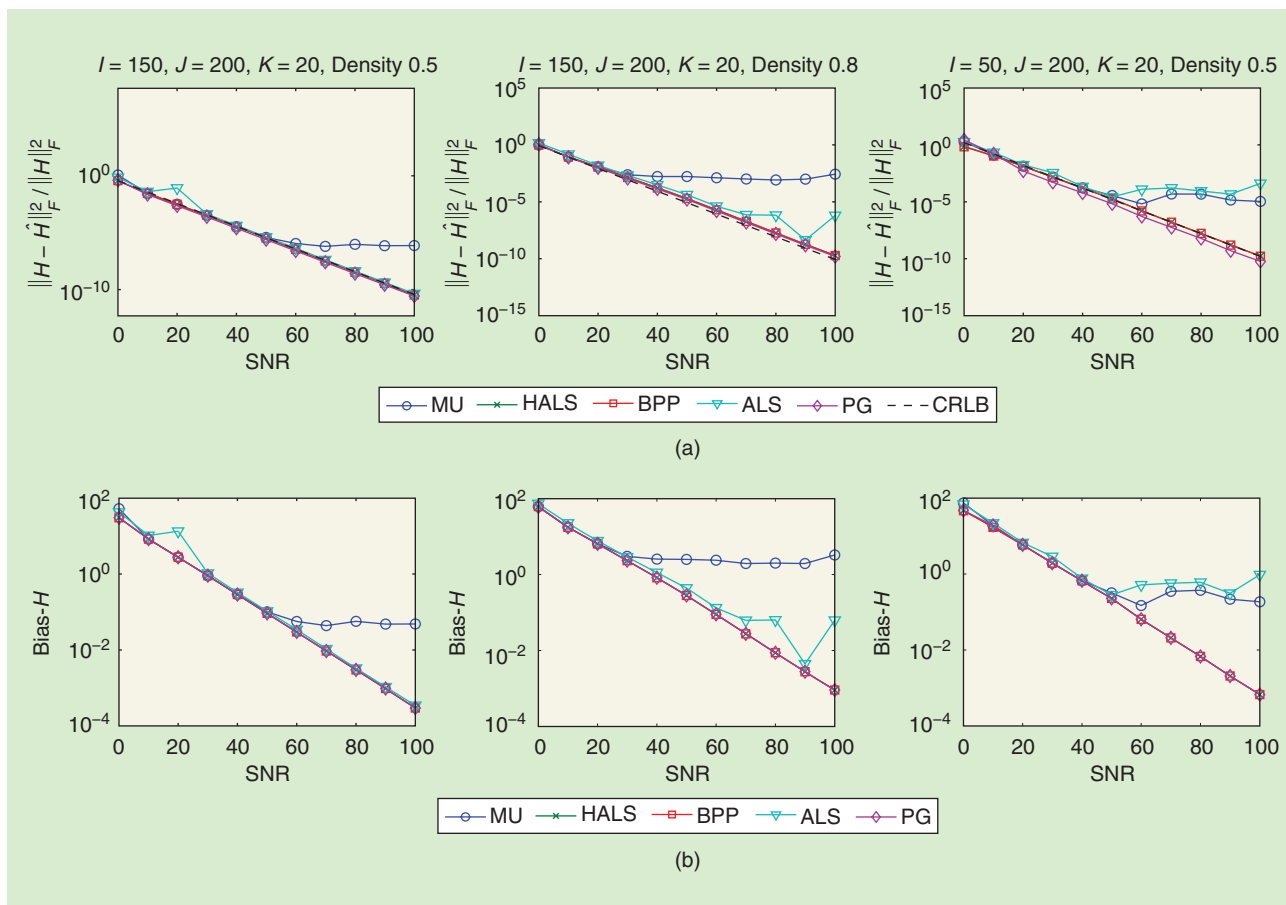 I = 150, J = 200, K = 20, Density 0.5
I = 150, J = 200, K = 20, Density 0.8
I = 50, J = 200, K = 20, Density 0.5
||H − Ĥ||²_F / ||H||²_F
10^0
10^−10
0 20 40 60 80 100
SNR
||H − Ĥ||²_F / ||H||²_F
10^5
10^0
10^−5
10^−10
10^−15
0 20 40 60 80 100
SNR
||H − Ĥ||²_F / ||H||²_F
10^5
10^0
10^−5
10^−10
10^−15
0 20 40 60 80 100
SNR
MU HALS BPP ALS PG CRLB
(a)
Bias-H
10^2
10^0
10^−2
10^−4
0 20 40 60 80 100
SNR
Bias-H
10^2
10^0
10^−2
10^−4
0 20 40 60 80 100
SNR
Bias-H
10^2
10^0
10^−2
10^−4
0 20 40 60 80 100
SNR
MU HALS BPP ALS PG
(b)